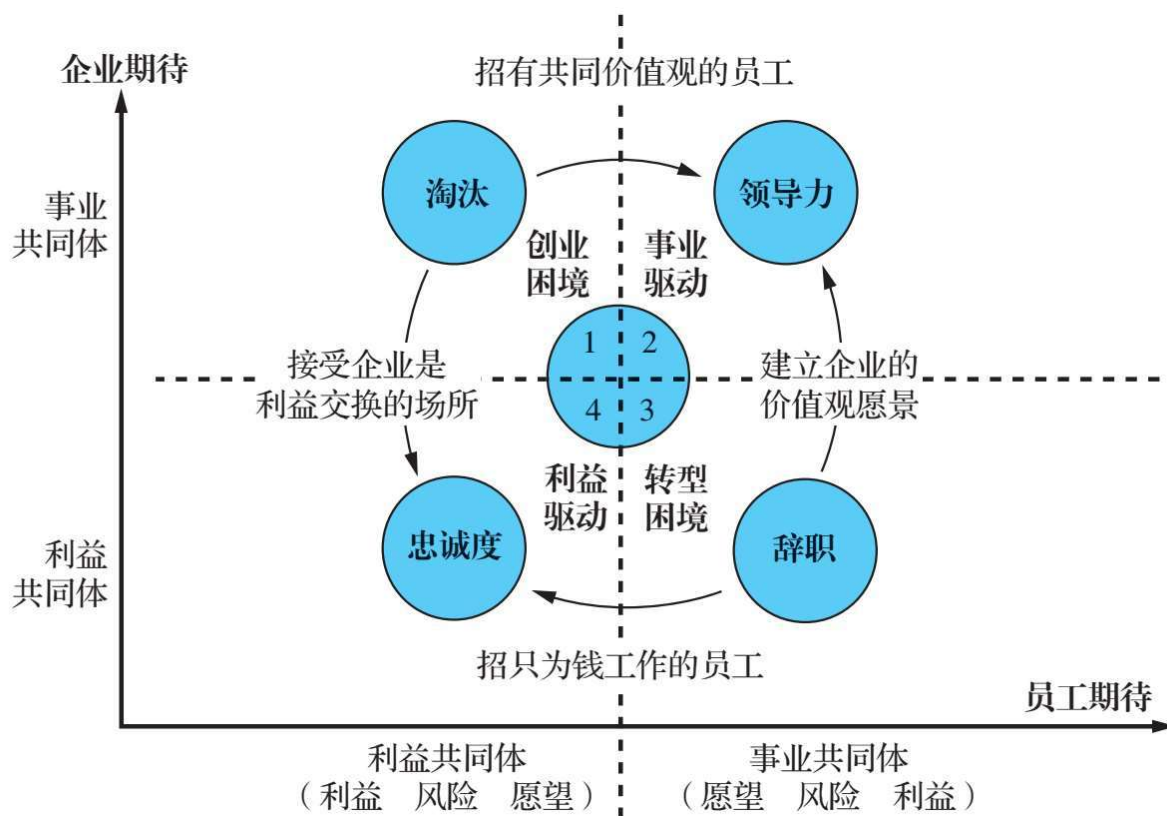 企业期待
招有共同价值观的员工
淘汰
领导力
事业
共同体
创业
困境
事业
驱动
1
2
接受企业是
利益交换的场所
建立企业的
价值观愿景
4
3
利益
驱动
转型
困境
忠诚度
辞职
利益
共同体
招只为钱工作的员工
员工期待
利益共同体
（利益 风险 愿望）
事业共同体
（愿望 风险 利益）